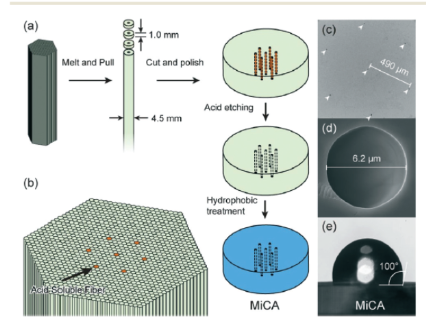 (a)
1.0 mm
Melt and Pull
Cut and polish
4.5 mm
Acid etching
Hydrophobic
treatment
MiCA
(b)
Acid-Soluble Fiber
(c)
490 μm
(d)
6.2 μm
(e)
100°
MiCA